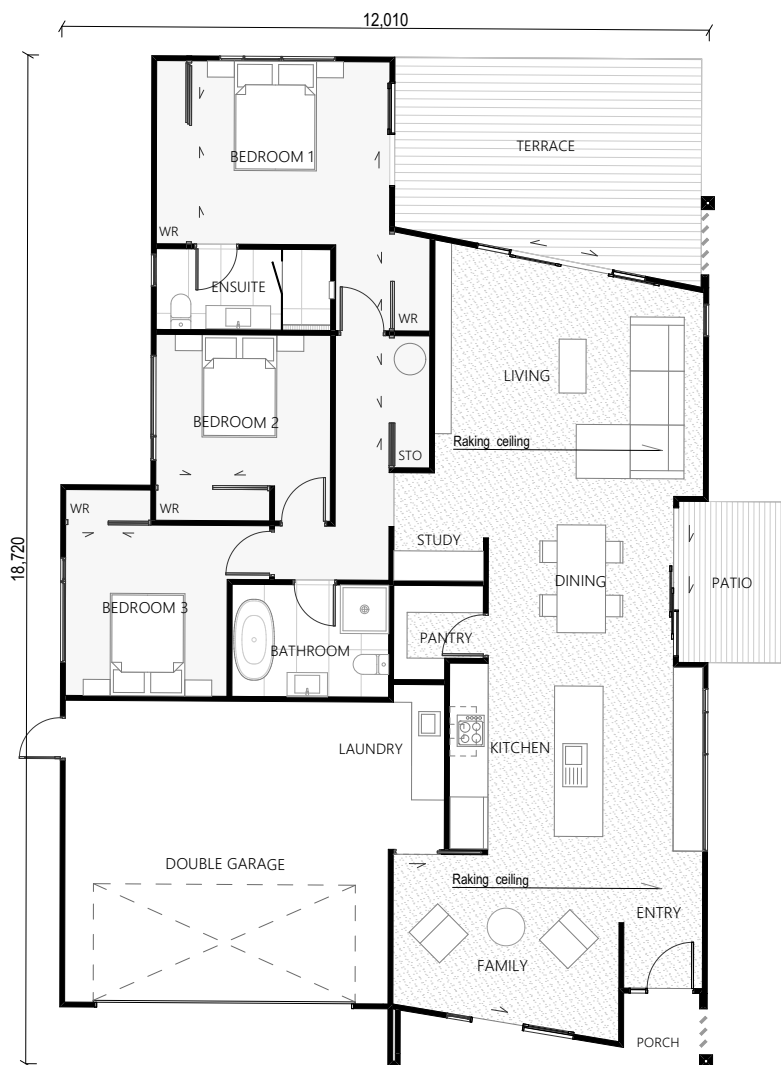 12,010
TERRACE
BEDROOM 1
WR
ENSUITE
WR
LIVING
BEDROOM 2
Raking ceiling
STO
WR
WR
18,720
STUDY
DINING
PATIO
BEDROOM 3
PANTRY
BATHROOM
LAUNDRY
KITCHEN
DOUBLE GARAGE
Raking ceiling
ENTRY
FAMILY
PORCH